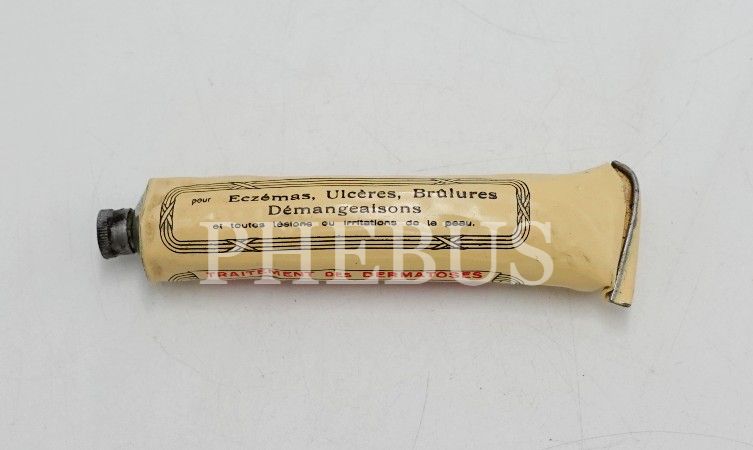 pour Eczémas, Ulcères, Brûlures
Démangeaisons
et toutes lésions ou irritations de la peau.
PHEBUS
TRAITEMENT DES DERMATOSES